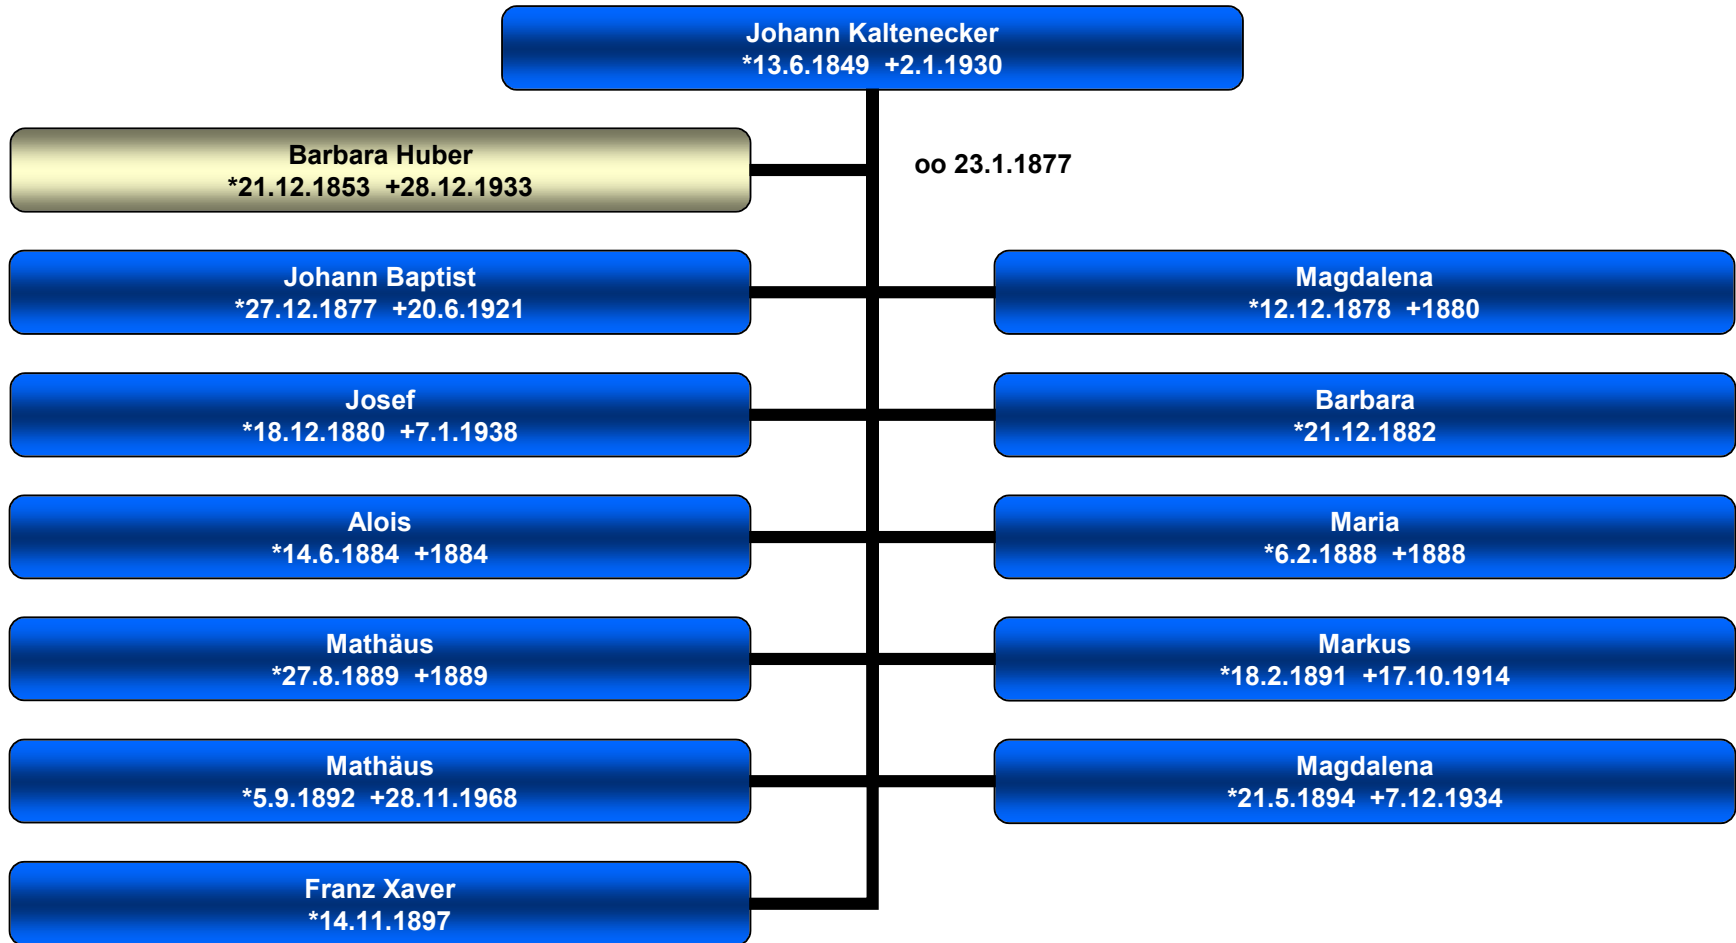 Johann Kaltenecker
*13.6.1849 +2.1.1930
Barbara Huber
*21.12.1853 +28.12.1933
oo 23.1.1877
Johann Baptist
*27.12.1877 +20.6.1921
Magdalena
*12.12.1878 +1880
Josef
*18.12.1880 +7.1.1938
Barbara
*21.12.1882
Alois
*14.6.1884 +1884
Maria
*6.2.1888 +1888
Mathäus
*27.8.1889 +1889
Markus
*18.2.1891 +17.10.1914
Mathäus
*5.9.1892 +28.11.1968
Magdalena
*21.5.1894 +7.12.1934
Franz Xaver
*14.11.1897